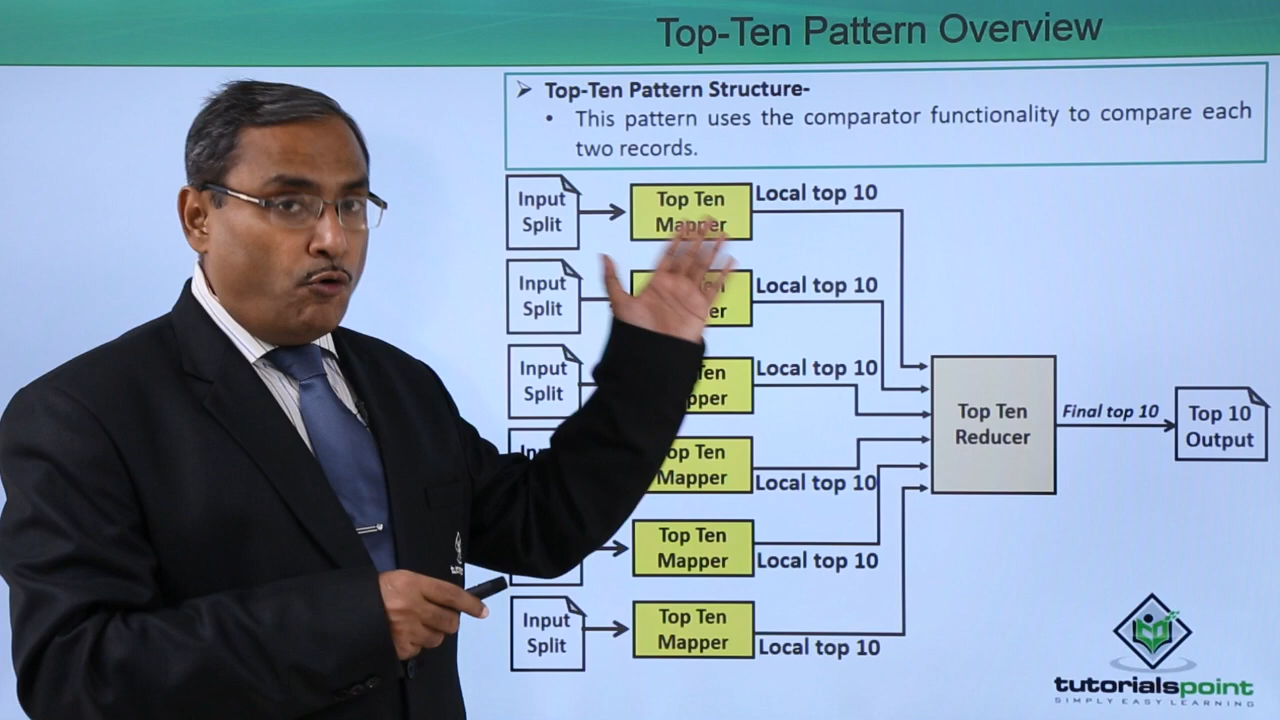 Top-Ten Pattern Overview
➤ Top-Ten Pattern Structure-
• This pattern uses the comparator functionality to compare each
two records.
Input
Split
Top Ten
Mapper
Local top 10
Input
Split
Local top 10
Input
Split
Local top 10
Mapper
Local top 10
Top Ten
Mapper
Local top 10
Input
Split
Top Ten
Mapper
Local top 10
Top Ten
Reducer
Final top 10
Top 10
Output
tutorialspoint
SIMPLY EASY LEARNING